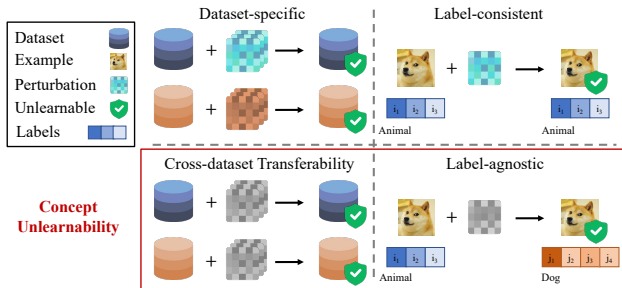 Dataset
Example
Perturbation
Unlearnable
Labels
Dataset-specific
Label-consistent
i₁ i₂ i₃
Animal
i₁ i₂ i₃
Animal
Concept
Unlearnability
Cross-dataset Transferability
Label-agnostic
i₁ i₂ i₃
Animal
j₁ j₂ j₃ j₄
Dog